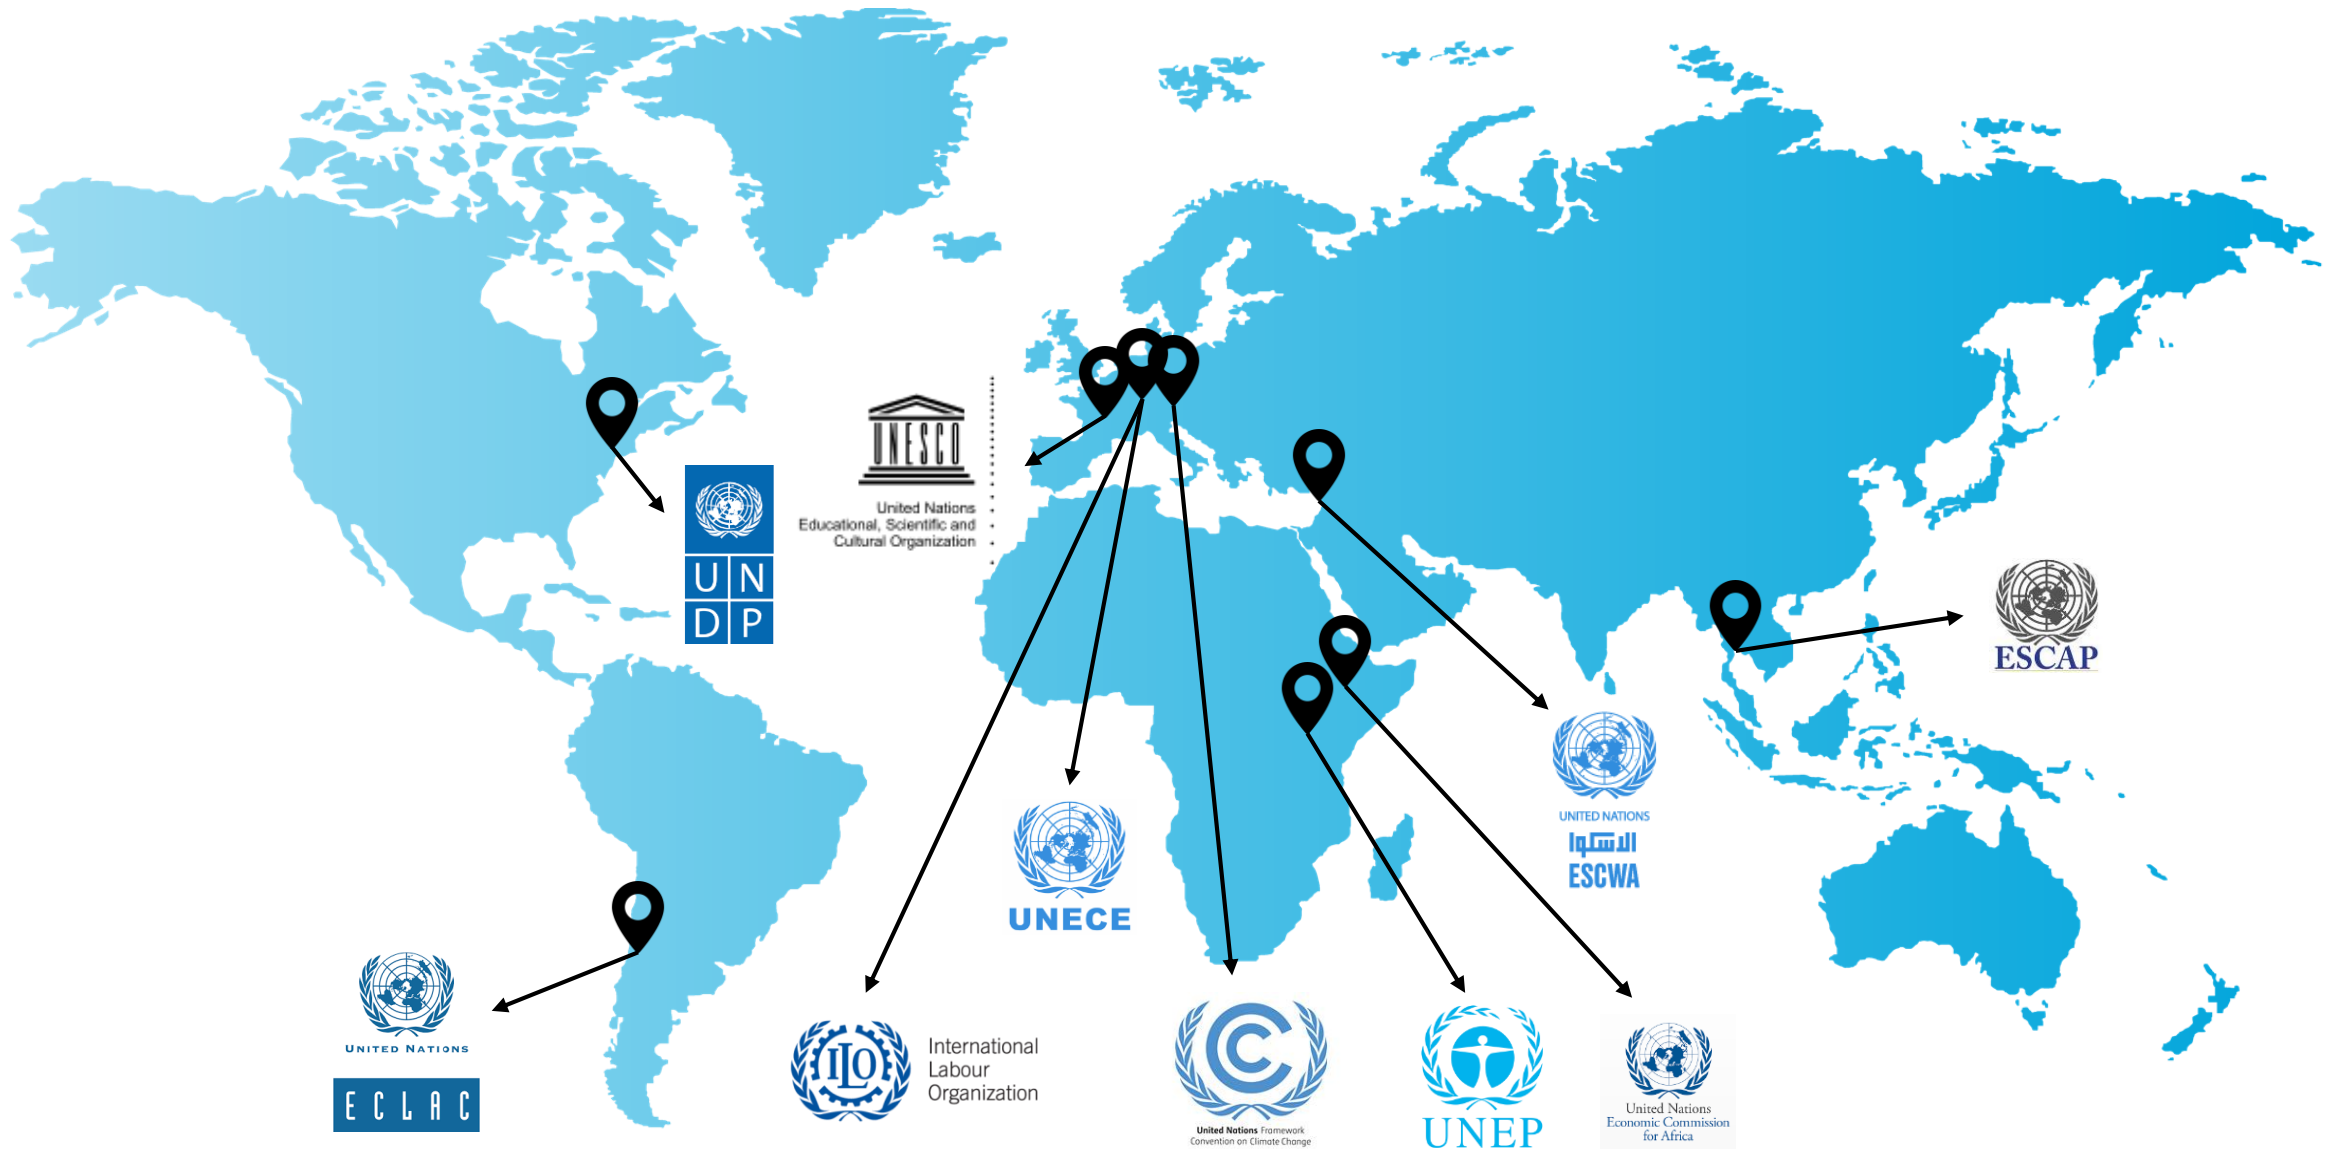 UNESCO
United Nations
Educational, Scientific and
Cultural Organization
U N
D P
ESCAP
UNITED NATIONS
الاسكوا
ESCWA
UNECE
UNITED NATIONS
ECLAC
ILO
International
Labour
Organization
United Nations Framework
Convention on Climate Change
UNEP
United Nations
Economic Commission
for Africa